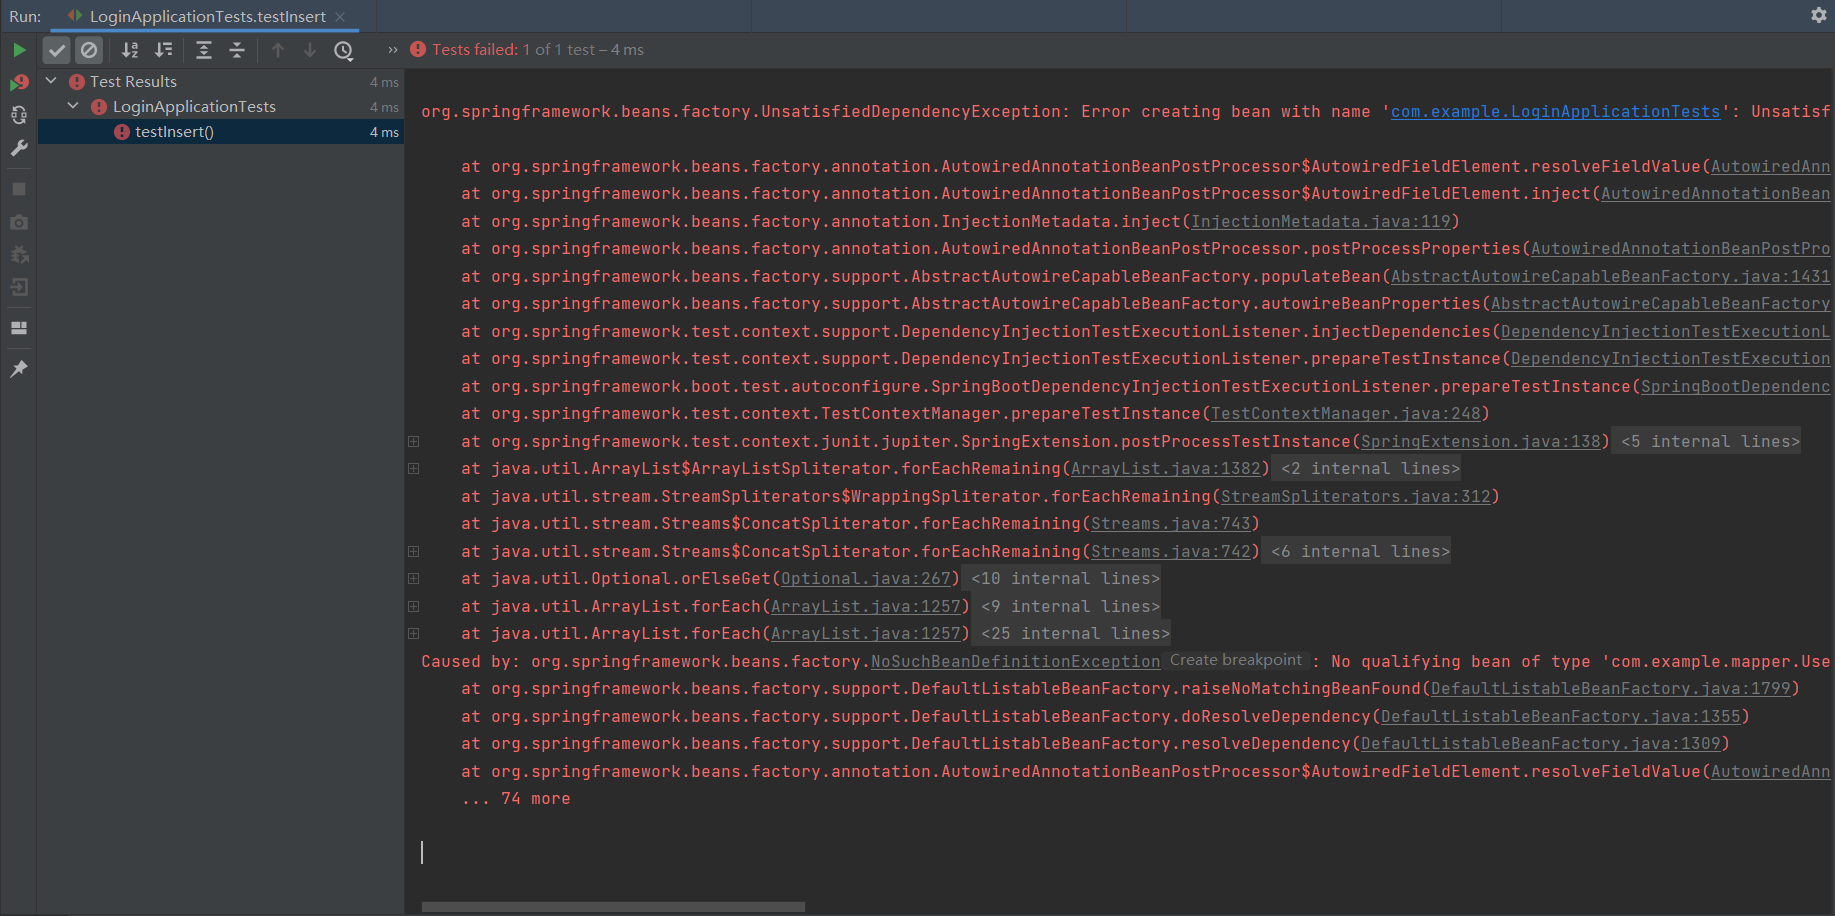 Run: LoginApplicationTests.testInsert
Tests failed: 1 of 1 test – 4 ms
Test Results 4 ms
LoginApplicationTests 4 ms
testInsert() 4 ms
org.springframework.beans.factory.UnsatisfiedDependencyException: Error creating bean with name 'com.example.LoginApplicationTests': Unsatisf
at org.springframework.beans.factory.annotation.AutowiredAnnotationBeanPostProcessor$AutowiredFieldElement.resolveFieldValue(AutowiredAnn
at org.springframework.beans.factory.annotation.AutowiredAnnotationBeanPostProcessor$AutowiredFieldElement.inject(AutowiredAnnotationBean
at org.springframework.beans.factory.annotation.InjectionMetadata.inject(InjectionMetadata.java:119)
at org.springframework.beans.factory.annotation.AutowiredAnnotationBeanPostProcessor.postProcessProperties(AutowiredAnnotationBeanPostPro
at org.springframework.beans.factory.support.AbstractAutowireCapableBeanFactory.populateBean(AbstractAutowireCapableBeanFactory.java:1431
at org.springframework.beans.factory.support.AbstractAutowireCapableBeanFactory.autowireBeanProperties(AbstractAutowireCapableBeanFactory
at org.springframework.test.context.support.DependencyInjectionTestExecutionListener.injectDependencies(DependencyInjectionTestExecutionL
at org.springframework.test.context.support.DependencyInjectionTestExecutionListener.prepareTestInstance(DependencyInjectionTestExecution
at org.springframework.boot.test.autoconfigure.SpringBootDependencyInjectionTestExecutionListener.prepareTestInstance(SpringBootDependenc
at org.springframework.test.context.TestContextManager.prepareTestInstance(TestContextManager.java:248)
at org.springframework.test.context.junit.jupiter.SpringExtension.postProcessTestInstance(SpringExtension.java:138) <5 internal lines>
at java.util.ArrayList$ArrayListSpliterator.forEachRemaining(ArrayList.java:1382) <2 internal lines>
at java.util.stream.StreamSpliterators$WrappingSpliterator.forEachRemaining(StreamSpliterators.java:312)
at java.util.stream.Streams$ConcatSpliterator.forEachRemaining(Streams.java:743)
at java.util.stream.Streams$ConcatSpliterator.forEachRemaining(Streams.java:742) <6 internal lines>
at java.util.Optional.orElseGet(Optional.java:267) <10 internal lines>
at java.util.ArrayList.forEach(ArrayList.java:1257) <9 internal lines>
at java.util.ArrayList.forEach(ArrayList.java:1257) <25 internal lines>
Caused by: org.springframework.beans.factory.NoSuchBeanDefinitionException Create breakpoint : No qualifying bean of type 'com.example.mapper.Use
at org.springframework.beans.factory.support.DefaultListableBeanFactory.raiseNoMatchingBeanFound(DefaultListableBeanFactory.java:1799)
at org.springframework.beans.factory.support.DefaultListableBeanFactory.doResolveDependency(DefaultListableBeanFactory.java:1355)
at org.springframework.beans.factory.support.DefaultListableBeanFactory.resolveDependency(DefaultListableBeanFactory.java:1309)
at org.springframework.beans.factory.annotation.AutowiredAnnotationBeanPostProcessor$AutowiredFieldElement.resolveFieldValue(AutowiredAnn
... 74 more